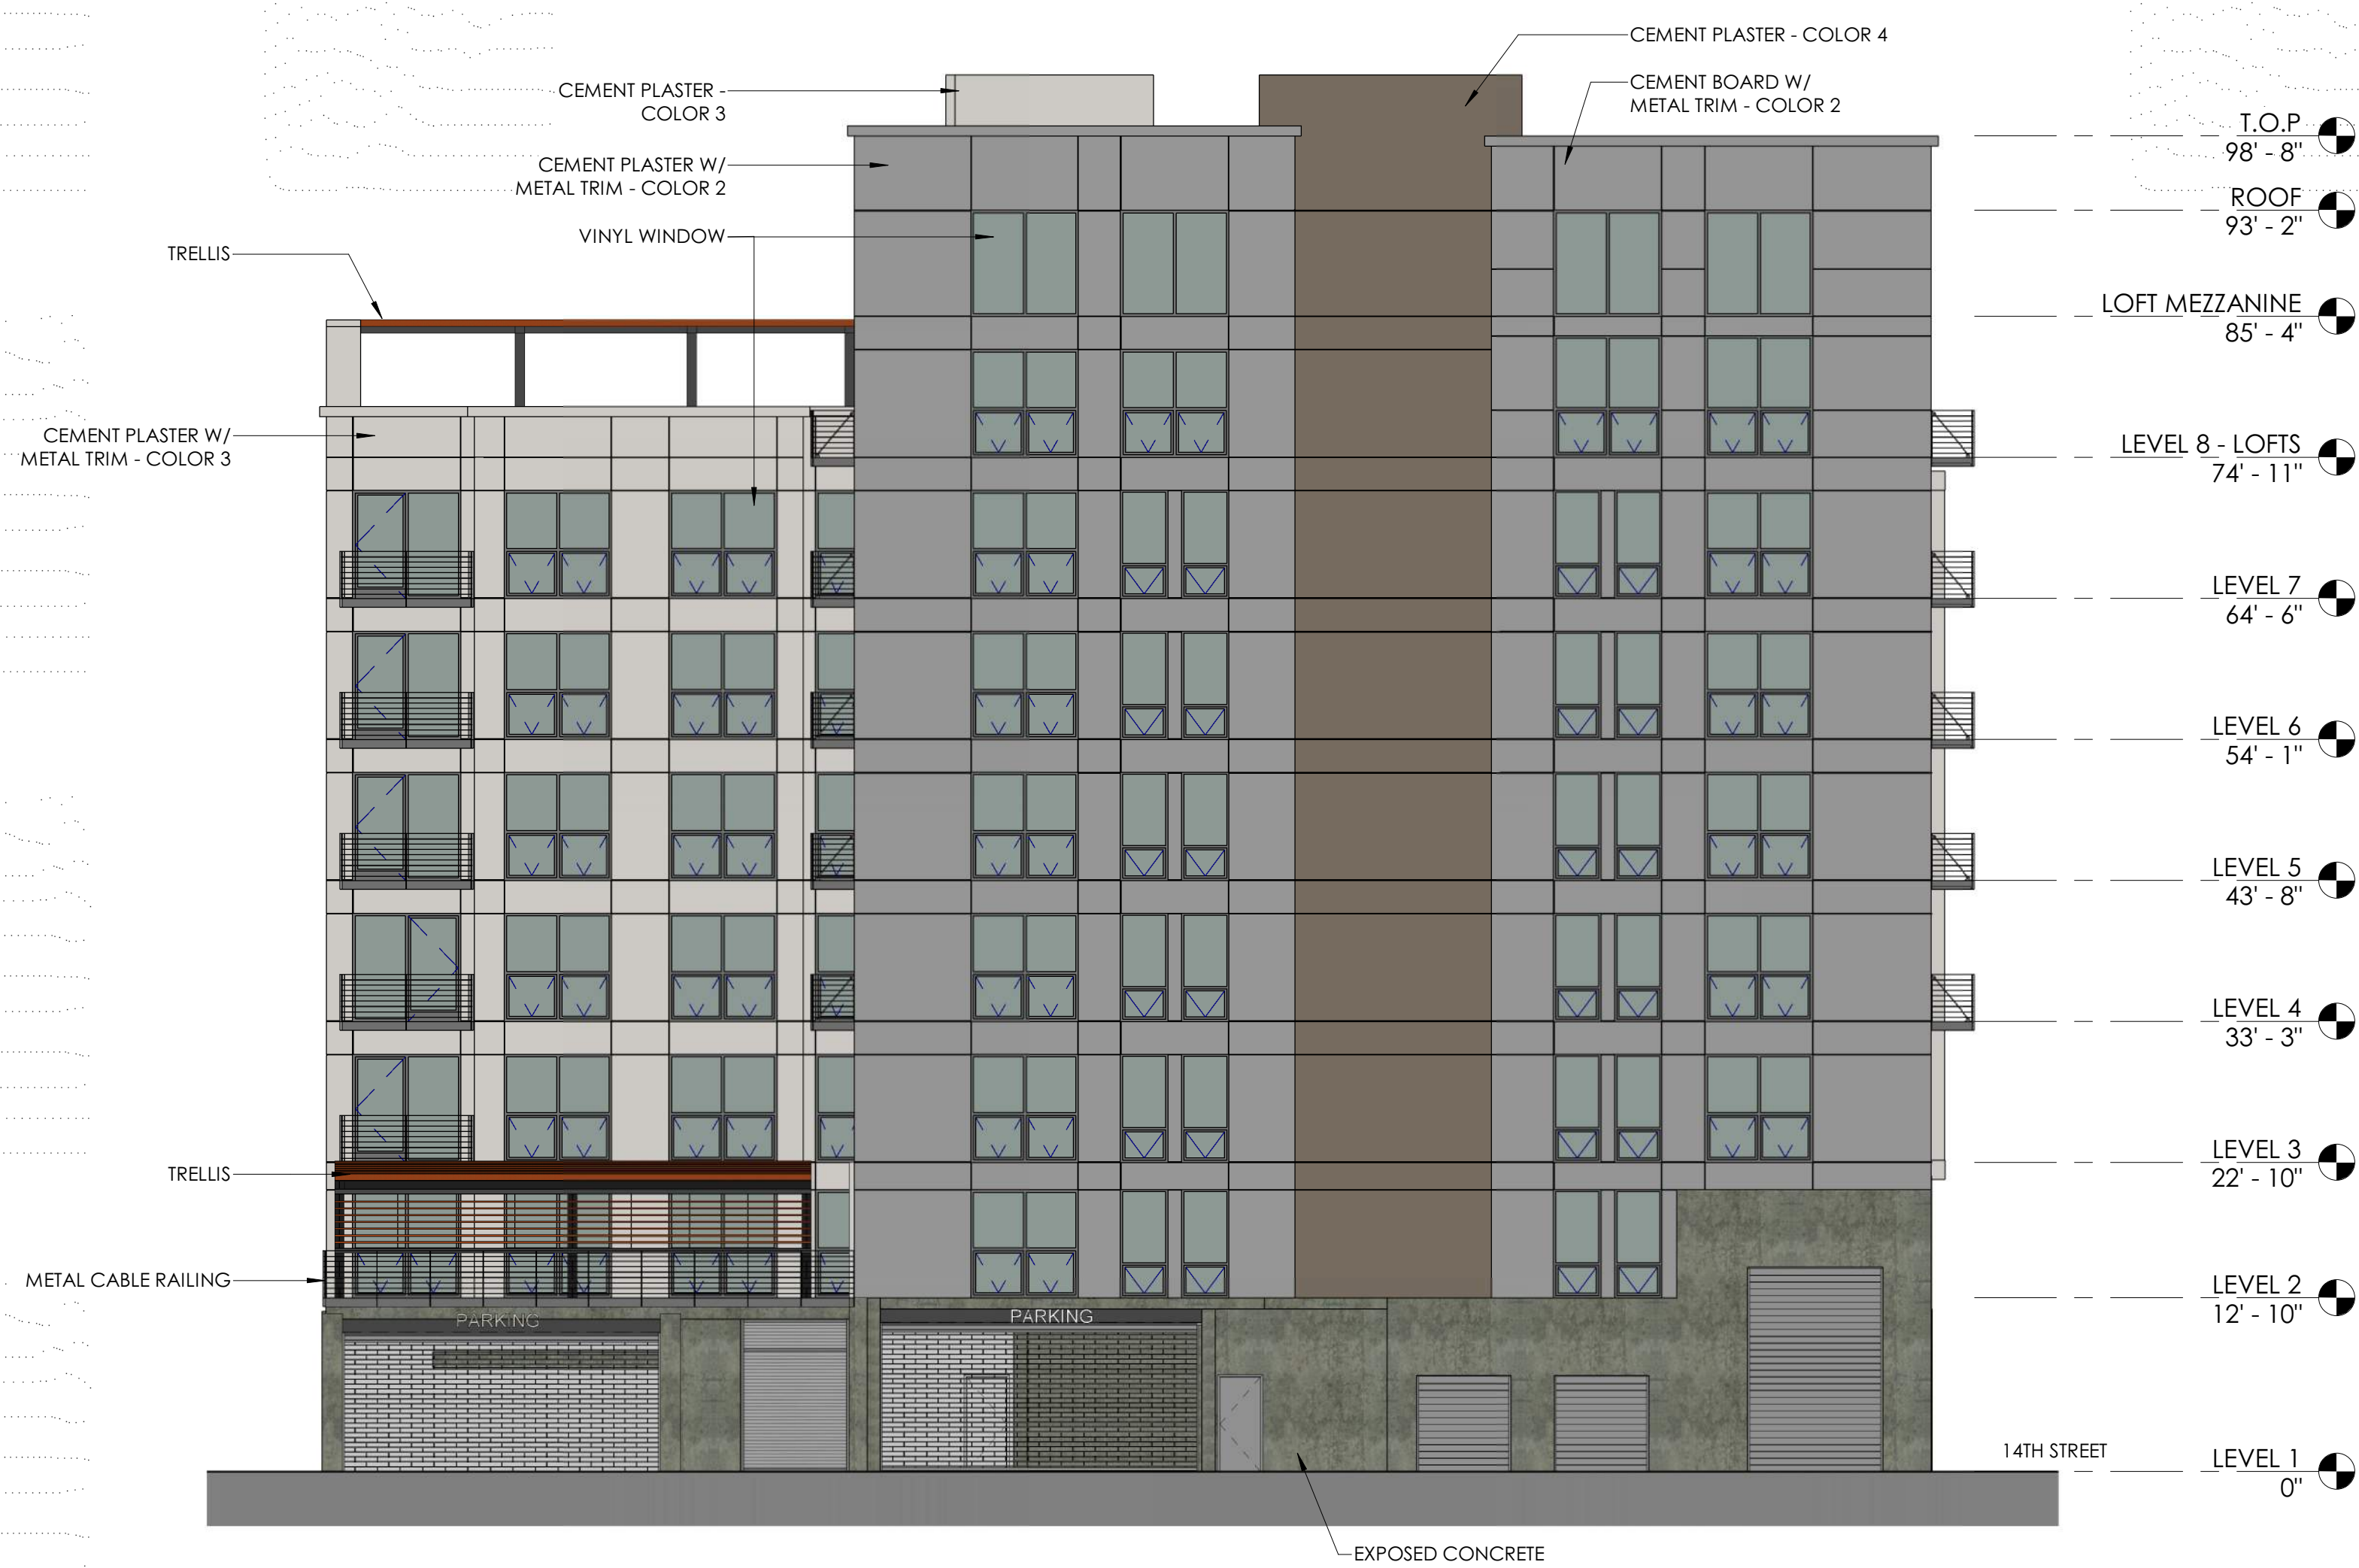 CEMENT PLASTER - COLOR 4
CEMENT PLASTER -
COLOR 3
CEMENT BOARD W/
METAL TRIM - COLOR 2
T.O.P
98' - 8"
CEMENT PLASTER W/
METAL TRIM - COLOR 2
ROOF
93' - 2"
VINYL WINDOW
TRELLIS
LOFT MEZZANINE
85' - 4"
CEMENT PLASTER W/
METAL TRIM - COLOR 3
LEVEL 8 - LOFTS
74' - 11"
LEVEL 7
64' - 6"
LEVEL 6
54' - 1"
LEVEL 5
43' - 8"
LEVEL 4
33' - 3"
LEVEL 3
22' - 10"
TRELLIS
METAL CABLE RAILING
LEVEL 2
12' - 10"
PARKING
PARKING
14TH STREET
LEVEL 1
0"
EXPOSED CONCRETE